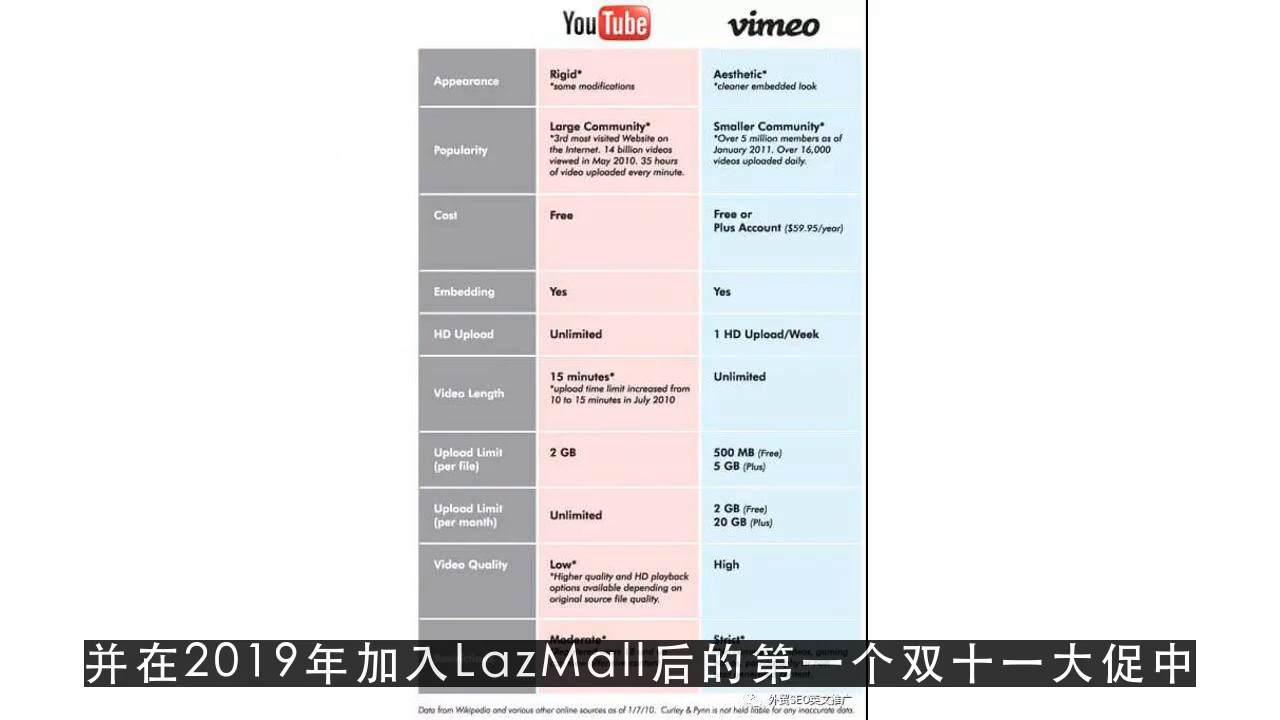 YouTube vimeo
Appearance
Rigid*
*some modifications
Aesthetic*
*cleaner embedded look
Popularity
Large Community*
*3rd most visited Website on
the Internet. 14 billion videos
viewed in May 2010. 35 hours
of video uploaded every minute.
Smaller Community*
*Over 5 million members as of
January 2011. Over 16,000
videos uploaded daily.
Cost
Free
Free or
Plus Account ($59.95/year)
Embedding
Yes
Yes
HD Upload
Unlimited
1 HD Upload/Week
Video Length
15 minutes*
*upload time limit increased from
10 to 15 minutes in July 2010
Unlimited
Upload Limit
(per file)
2 GB
500 MB (Free)
5 GB (Plus)
Upload Limit
(per month)
Unlimited
2 GB (Free)
20 GB (Plus)
Video Quality
Low*
*Higher quality and HD playback
options available depending on
original source file quality.
High
Moderate*
Strict*
并在2019年加入LazMall后的第一个双十一大促中
外贸SEO英文推广
Data from Wikipedia and various other online sources as of 1/7/10. Curley & Pynn is not held liable for any inaccurate data.